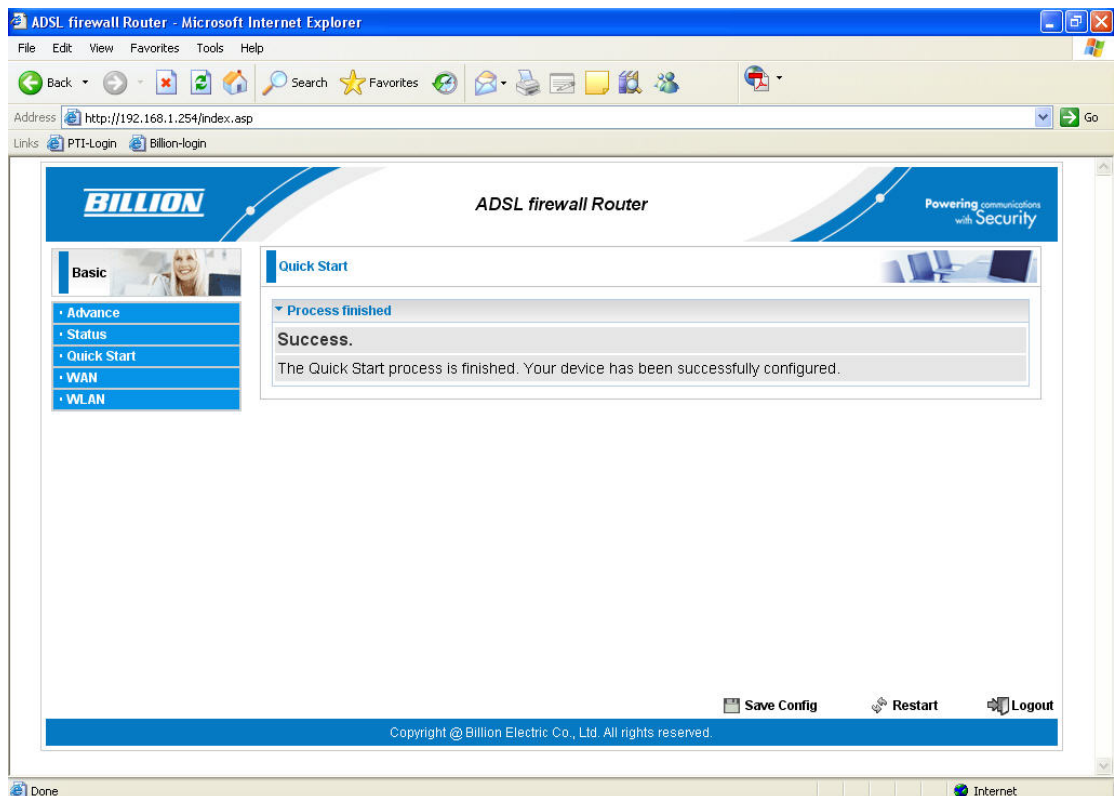 ADSL firewall Router - Microsoft Internet Explorer
File Edit View Favorites Tools Help
Back Search Favorites
Address http://192.168.1.254/index.asp Go
Links PTI-Login Billion-login
BILLION
ADSL firewall Router
Powering communications
with Security
Basic
Quick Start
· Advance
· Status
· Quick Start
· WAN
· WLAN
Process finished
Success.
The Quick Start process is finished. Your device has been successfully configured.
Save Config Restart Logout
Copyright @ Billion Electric Co., Ltd. All rights reserved.
Done Internet